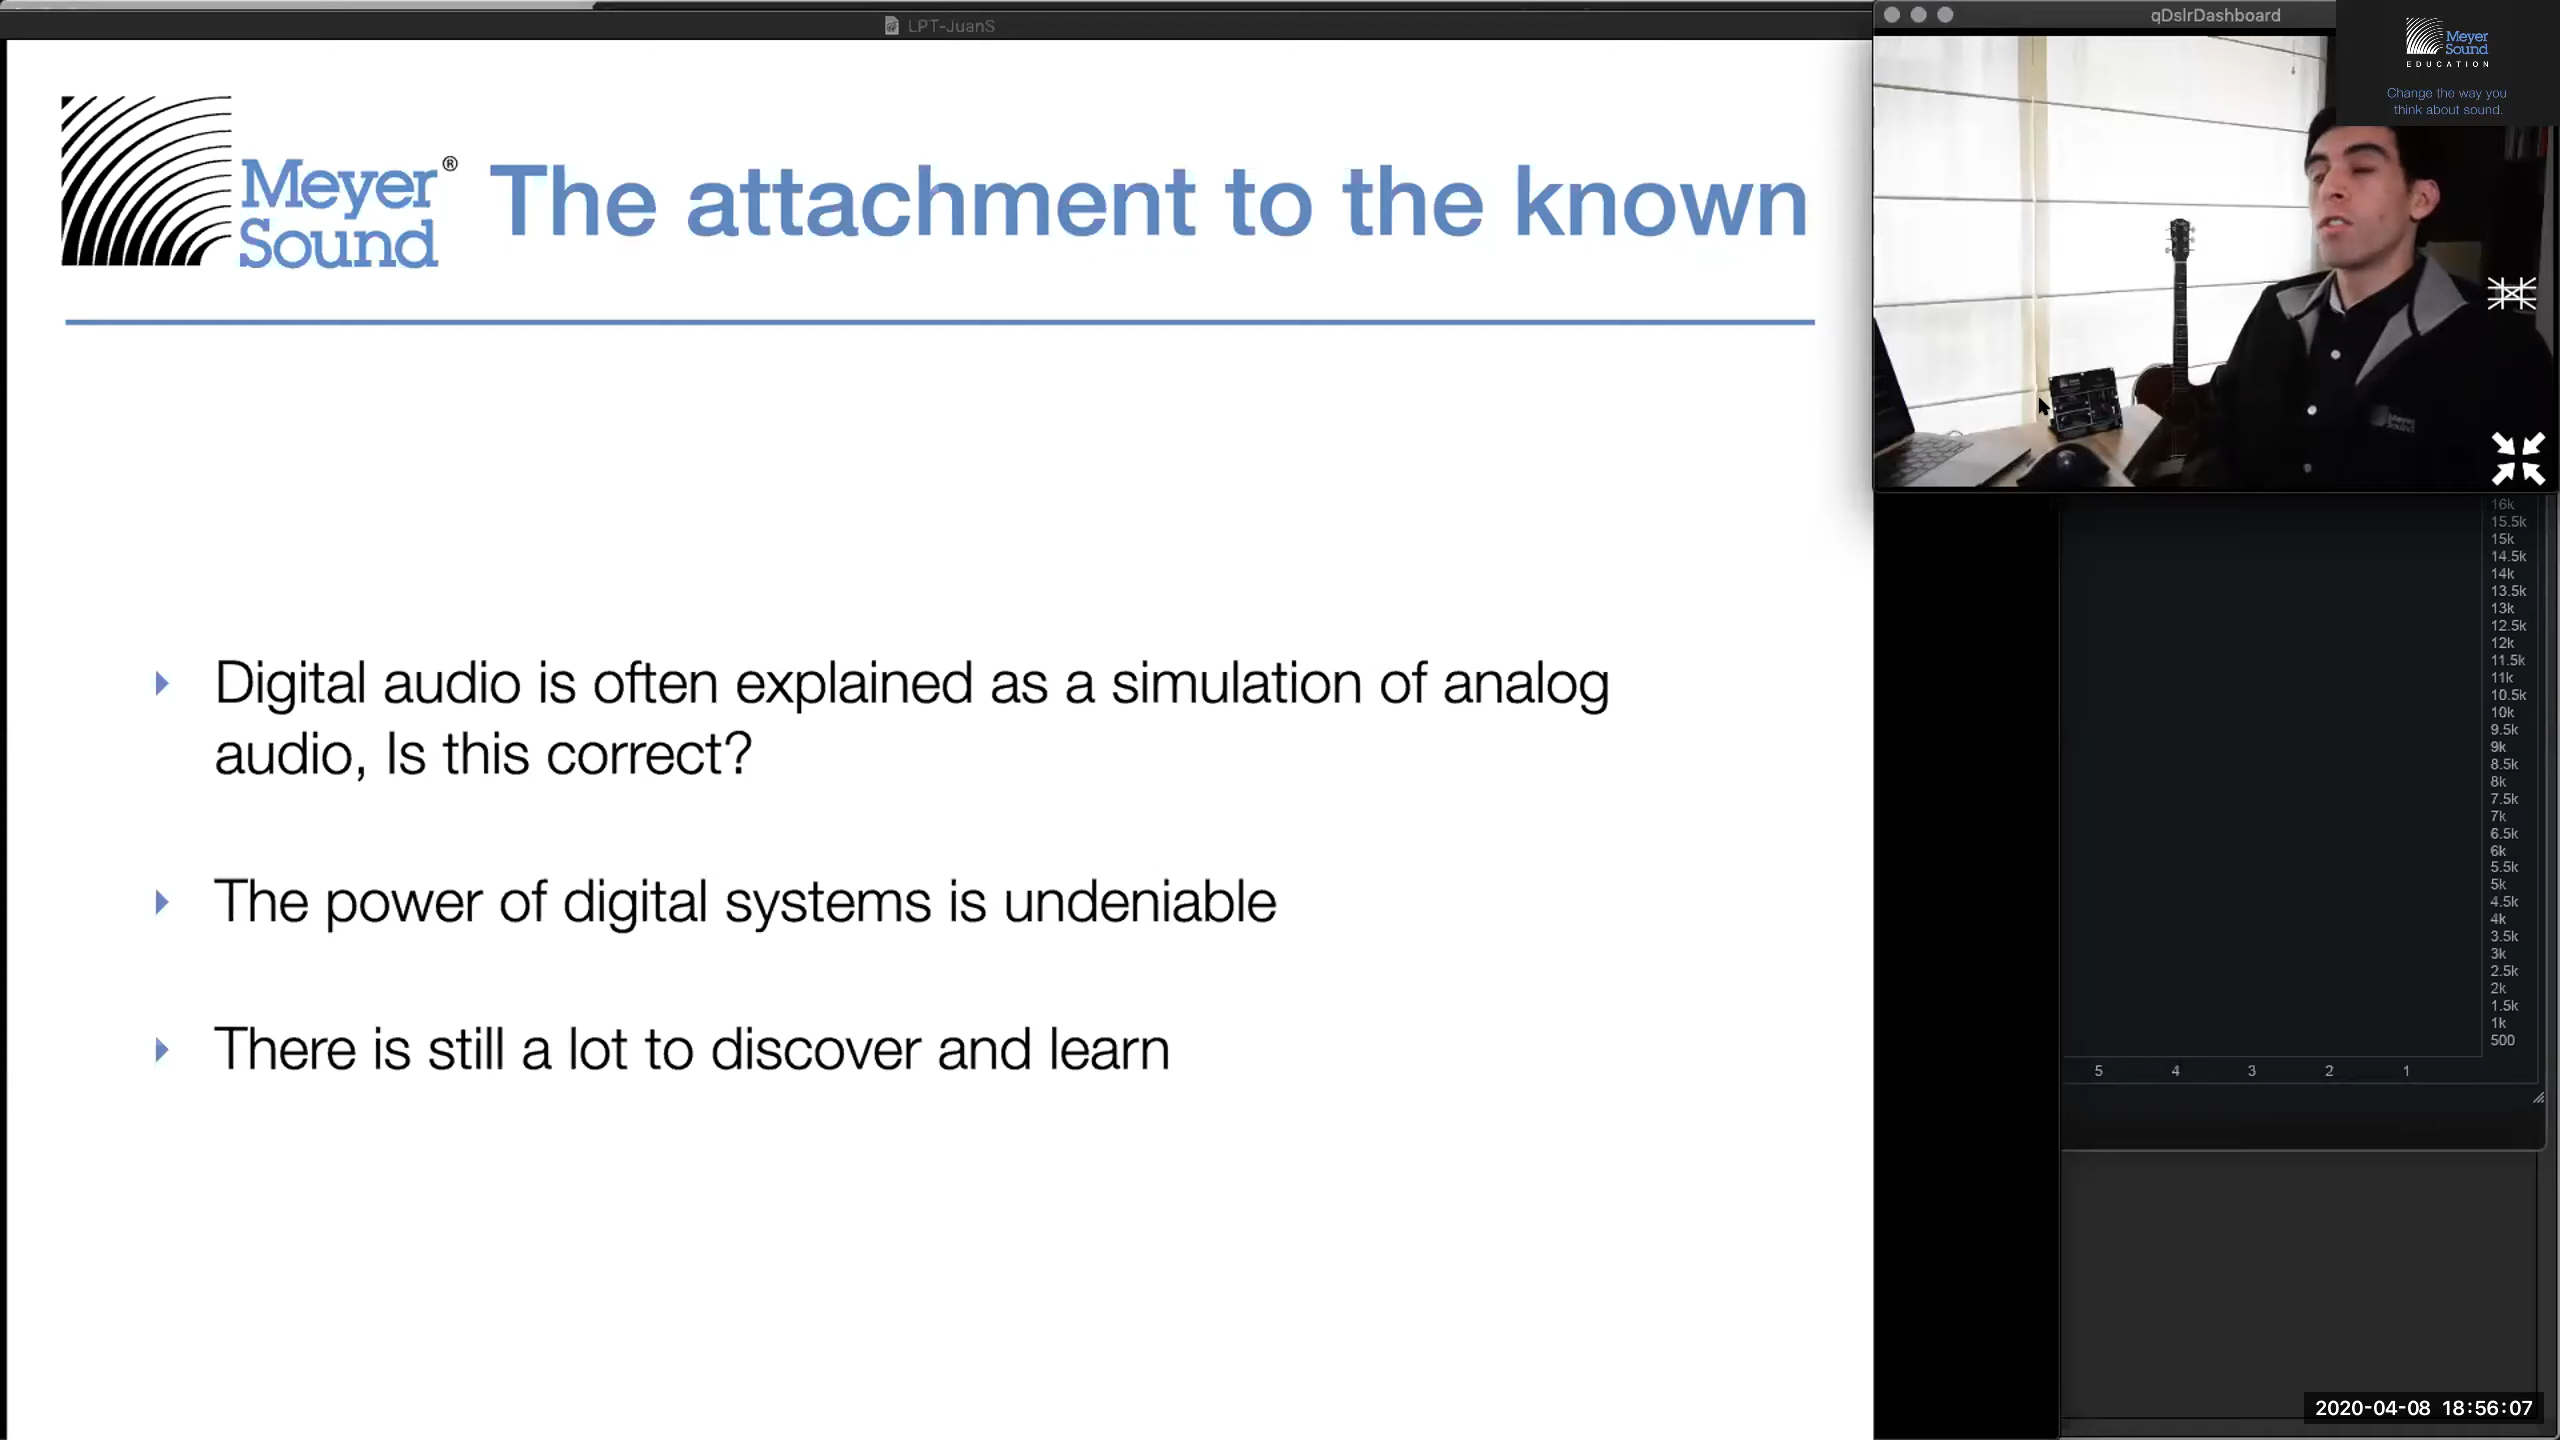 LPT-JuanS
qDslrDashboard
Meyer
Sound
EDUCATION
Change the way you
think about sound.
Meyer®
Sound
The attachment to the known
Digital audio is often explained as a simulation of analog
audio, Is this correct?
The power of digital systems is undeniable
There is still a lot to discover and learn
16k
15.5k
15k
14.5k
14k
13.5k
13k
12.5k
12k
11.5k
11k
10.5k
10k
9.5k
9k
8.5k
8k
7.5k
7k
6.5k
6k
5.5k
5k
4.5k
4k
3.5k
3k
2.5k
2k
1.5k
1k
500
5 4 3 2 1
2020-04-08 18:56:07